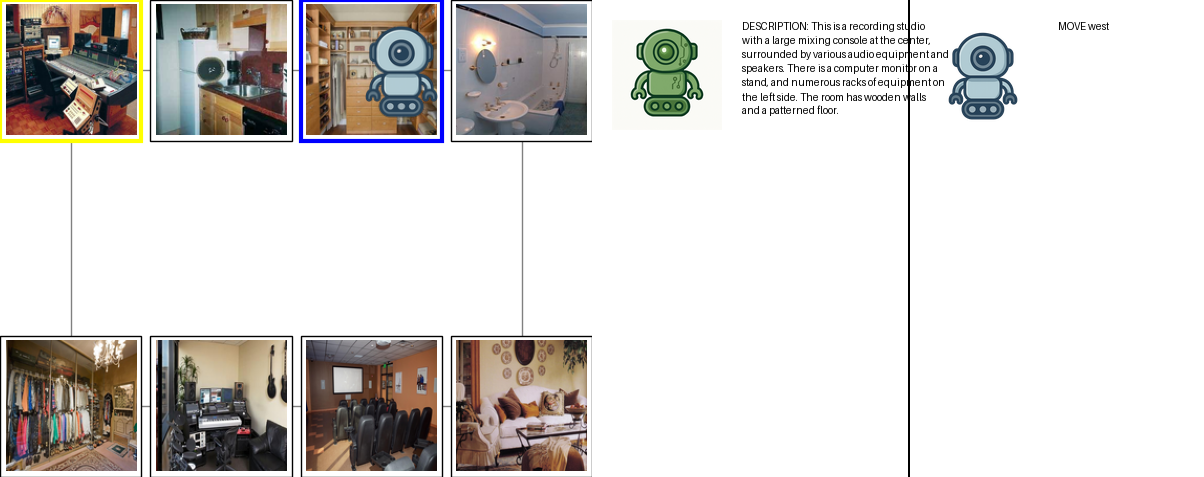 DESCRIPTION: This is a recording studio
with a large mixing console at the center,
surrounded by various audio equipment and
speakers. There is a computer monitor on a
stand, and numerous racks of equipment on
the left side. The room has wooden walls
and a patterned floor.
MOVE west